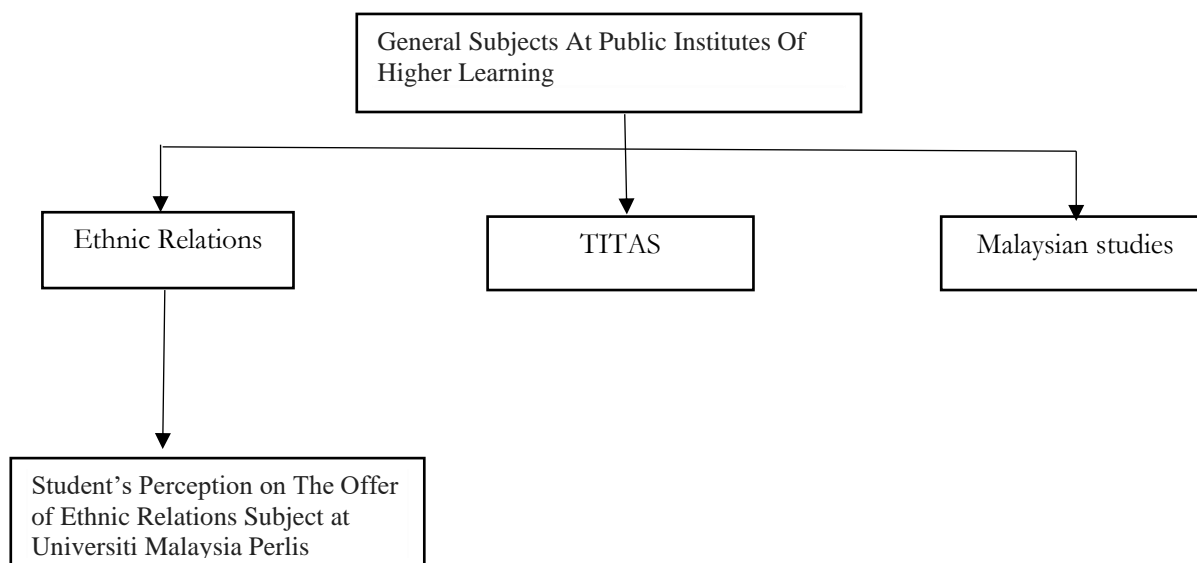 General Subjects At Public Institutes Of
Higher Learning
Ethnic Relations
TITAS
Malaysian studies
Student’s Perception on The Offer
of Ethnic Relations Subject at
Universiti Malaysia Perlis